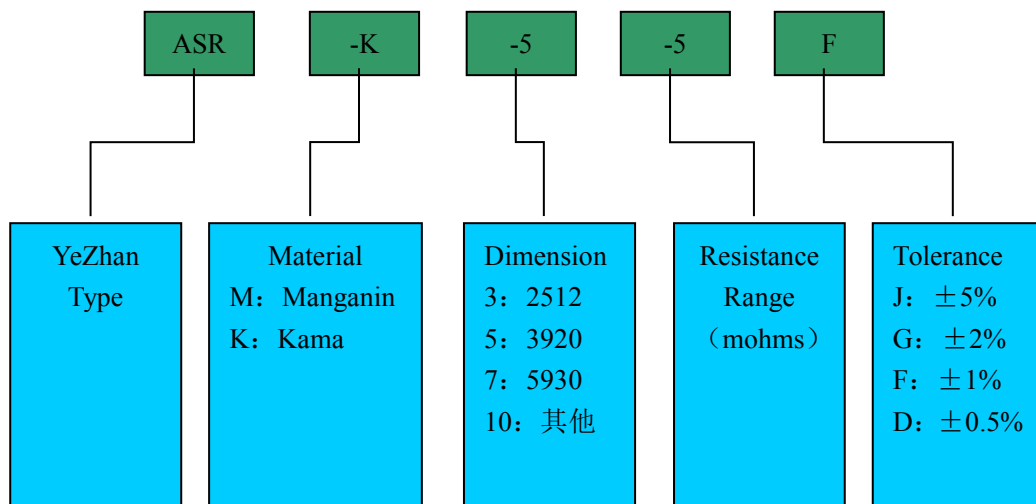 ASR
-K
-5
-5
F
YeZhan
Type
Material
M：Manganin
K：Kama
Dimension
3：2512
5：3920
7：5930
10：其他
Resistance
Range
（mohms）
Tolerance
J：±5%
G：±2%
F：±1%
D：±0.5%